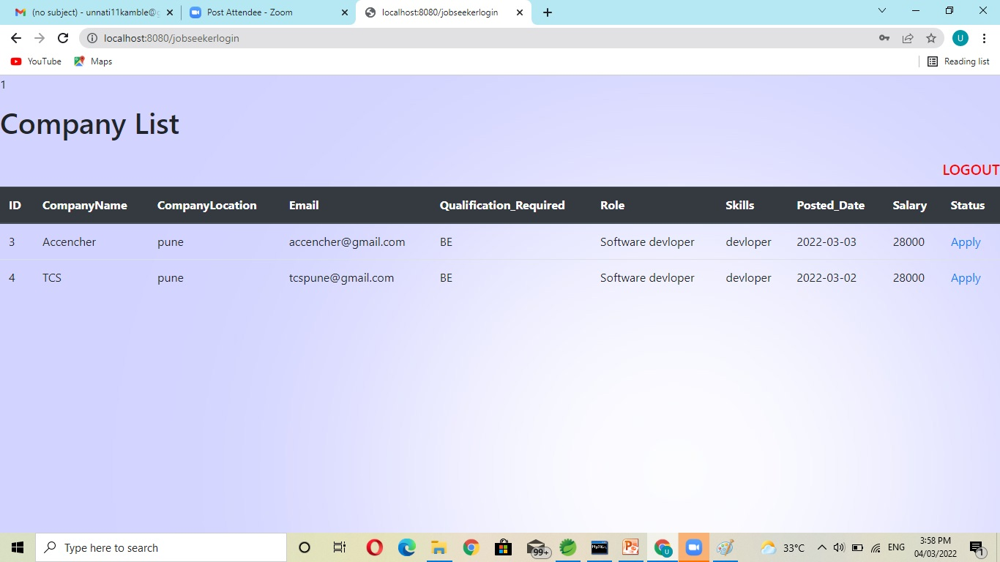 (no subject) - unnati11kamble@g
Post Attendee - Zoom
localhost:8080/jobseekerlogin
localhost:8080/jobseekerlogin
U
YouTube
Maps
Reading list
1
Company List
LOGOUT
ID CompanyName CompanyLocation Email Qualification_Required Role Skills Posted_Date Salary Status
3 Accencher pune accencher@gmail.com BE Software devloper devloper 2022-03-03 28000 Apply
4 TCS pune tcspune@gmail.com BE Software devloper devloper 2022-03-02 28000 Apply
Type here to search
99+
MySQL
U
33°C
ENG
3:58 PM
04/03/2022
1